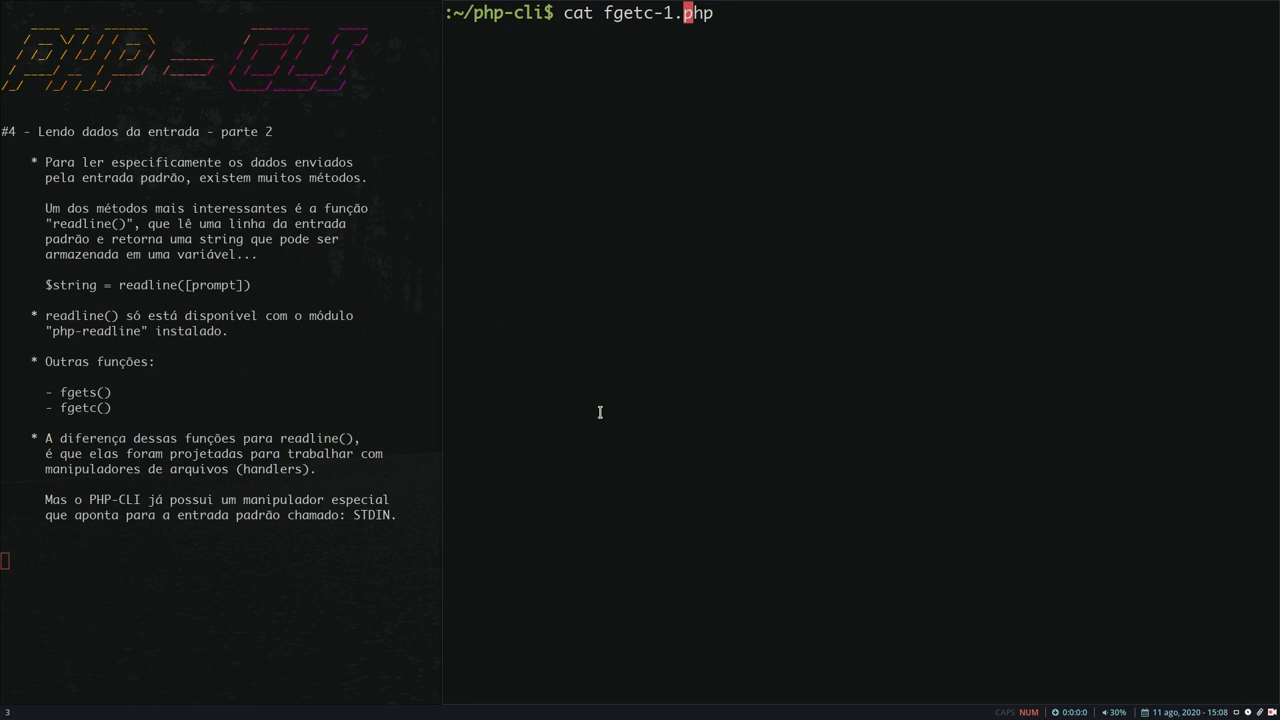 PHP - CLI
#4 - Lendo dados da entrada - parte 2
* Para ler especificamente os dados enviados
pela entrada padrão, existem muitos métodos.
Um dos métodos mais interessantes é a função
"readline()", que lê uma linha da entrada
padrão e retorna uma string que pode ser
armazenada em uma variável...
$string = readline([prompt])
* readline() só está disponível com o módulo
"php-readline" instalado.
* Outras funções:
- fgets()
- fgetc()
* A diferença dessas funções para readline(),
é que elas foram projetadas para trabalhar com
manipuladores de arquivos (handlers).
Mas o PHP-CLI já possui um manipulador especial
que aponta para a entrada padrão chamado: STDIN.
:~/php-cli$ cat fgetc-1.php
3
CAPS NUM 0:0:0:0 30% 11 ago, 2020 - 15:08